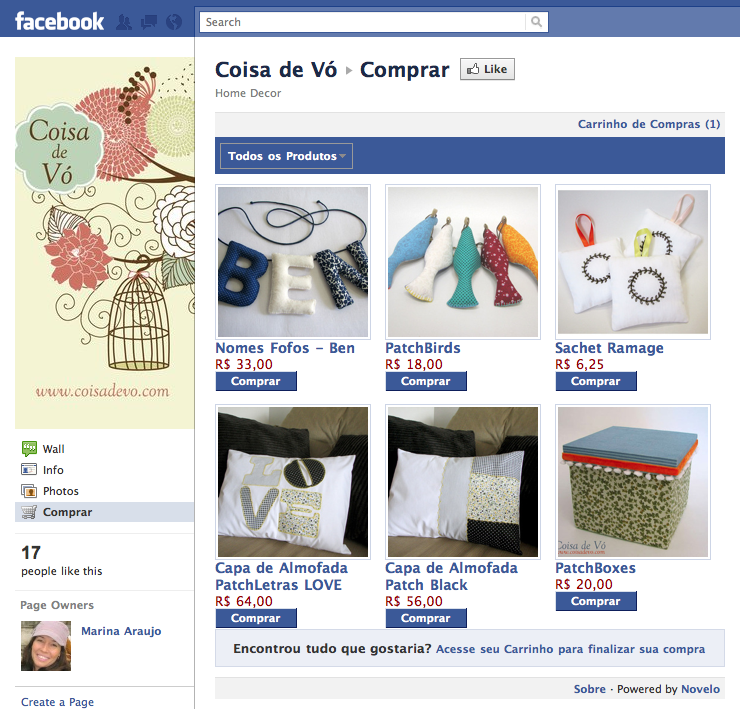 facebook
Search
Coisa
de
Vó
www.coisadevo.com
Wall
Info
Photos
Comprar
17
people like this
Page Owners
Marina Araujo
Create a Page
Coisa de Vó ▸ Comprar
Like
Home Decor
Carrinho de Compras (1)
Todos os Produtos
BEN
Nomes Fofos – Ben
R$ 33,00
Comprar
PatchBirds
R$ 18,00
Comprar
Sachet Ramage
R$ 6,25
Comprar
LO
VE
Capa de Almofada
PatchLetras LOVE
R$ 64,00
Comprar
Capa de Almofada
Patch Black
R$ 56,00
Comprar
Coisa de Vó
www.coisadevo.com
PatchBoxes
R$ 20,00
Comprar
Encontrou tudo que gostaria? Acesse seu Carrinho para finalizar sua compra
Sobre · Powered by Novelo